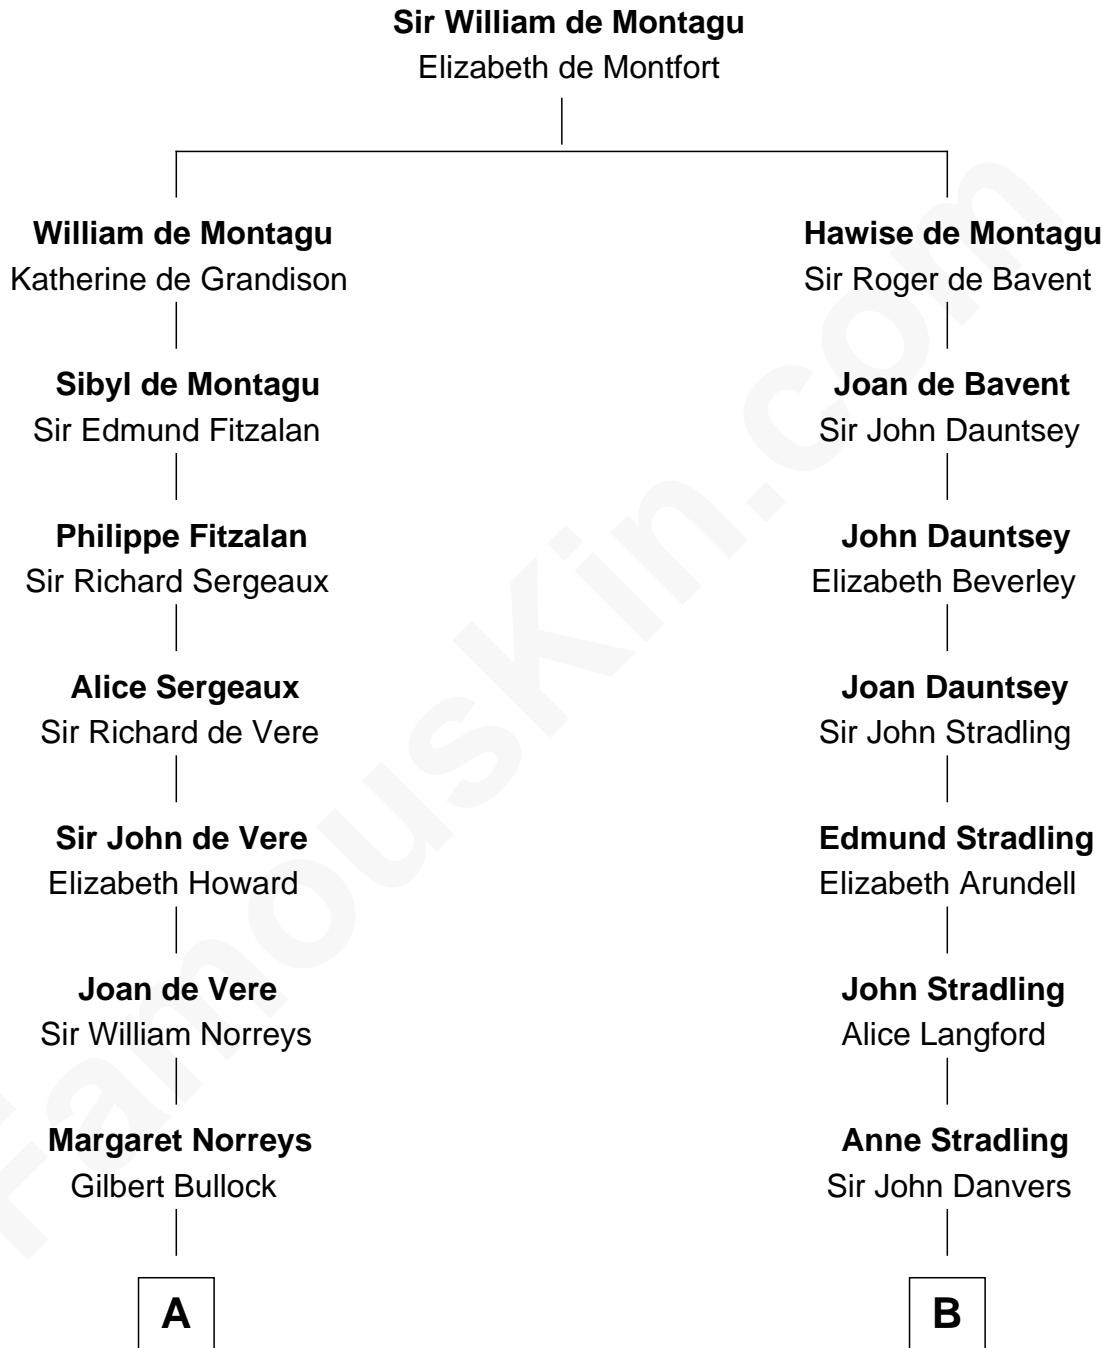 Sir William de Montagu
Elizabeth de Montfort
William de Montagu
Katherine de Grandison
Sibyl de Montagu
Sir Edmund Fitzalan
Philippe Fitzalan
Sir Richard Sergeaux
Alice Sergeaux
Sir Richard de Vere
Sir John de Vere
Elizabeth Howard
Joan de Vere
Sir William Norreys
Margaret Norreys
Gilbert Bullock
A
Hawise de Montagu
Sir Roger de Bavent
Joan de Bavent
Sir John Dauntsey
John Dauntsey
Elizabeth Beverley
Joan Dauntsey
Sir John Stradling
Edmund Stradling
Elizabeth Arundell
John Stradling
Alice Langford
Anne Stradling
Sir John Danvers
B
FamousKin.com